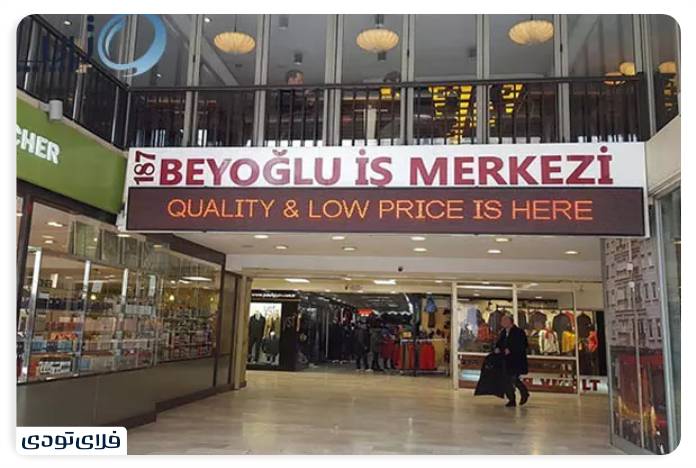 CHER
187 BEYOĞLU İŞ MERKEZİ
QUALITY & LOW PRICE IS HERE
فلای‌تودی